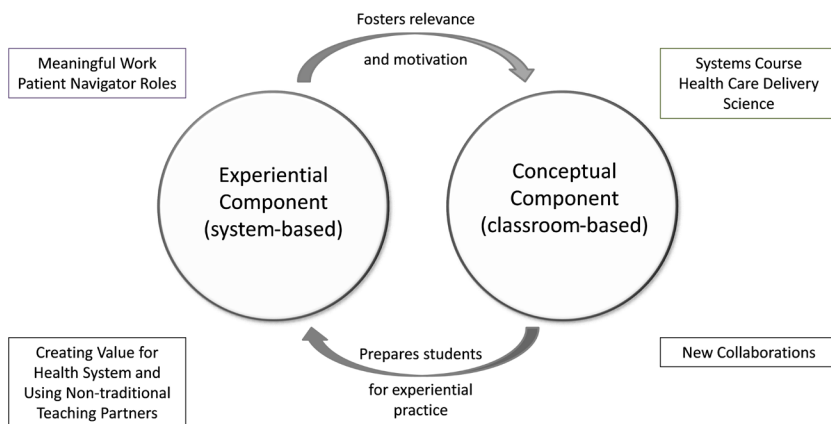 Fosters relevance
and motivation
Meaningful Work
Patient Navigator Roles
Systems Course
Health Care Delivery
Science
Experiential
Component
(system-based)
Conceptual
Component
(classroom-based)
Creating Value for
Health System and
Using Non-traditional
Teaching Partners
Prepares students
for experiential
practice
New Collaborations